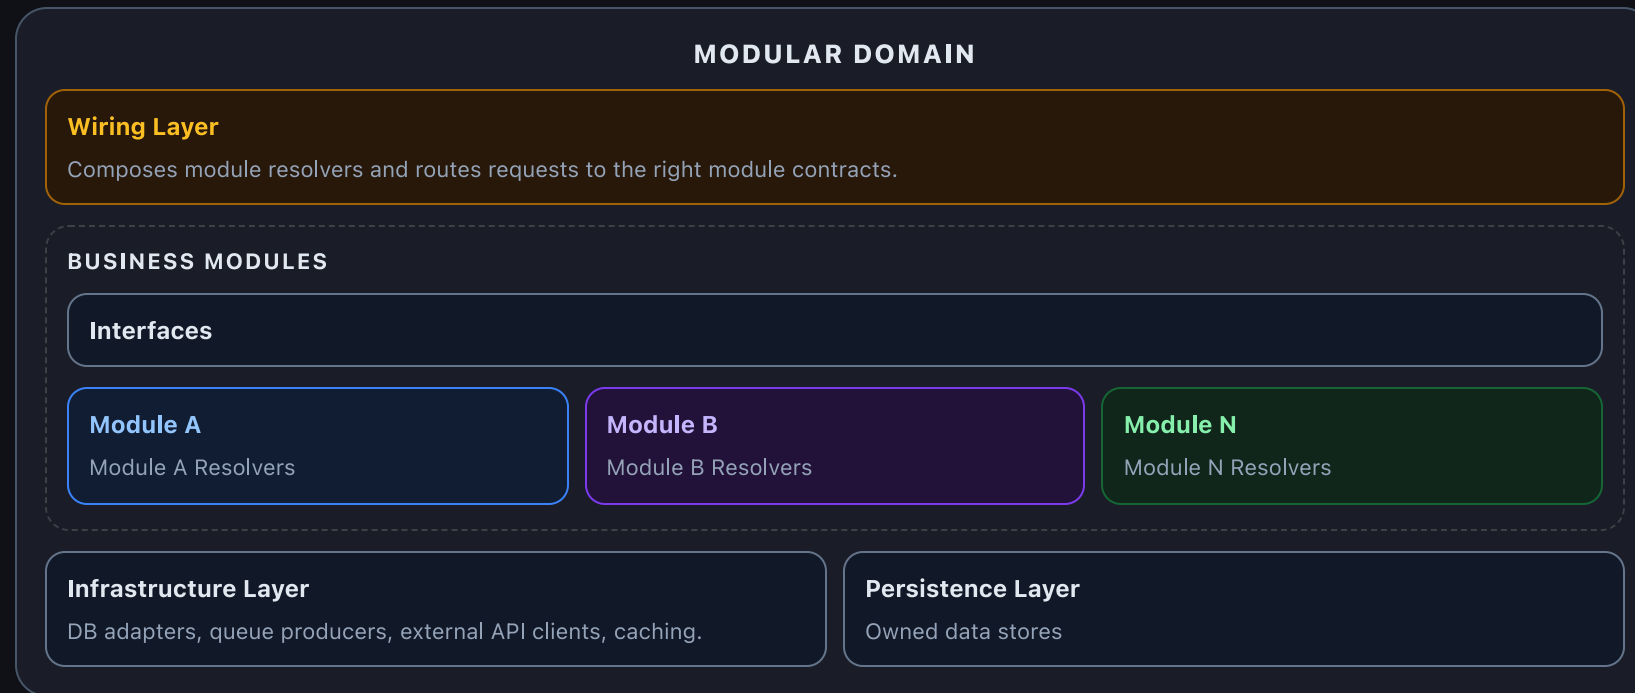 MODULAR DOMAIN
Wiring Layer
Composes module resolvers and routes requests to the right module contracts.
BUSINESS MODULES
Interfaces
Module A
Module A Resolvers
Module B
Module B Resolvers
Module N
Module N Resolvers
Infrastructure Layer
DB adapters, queue producers, external API clients, caching.
Persistence Layer
Owned data stores